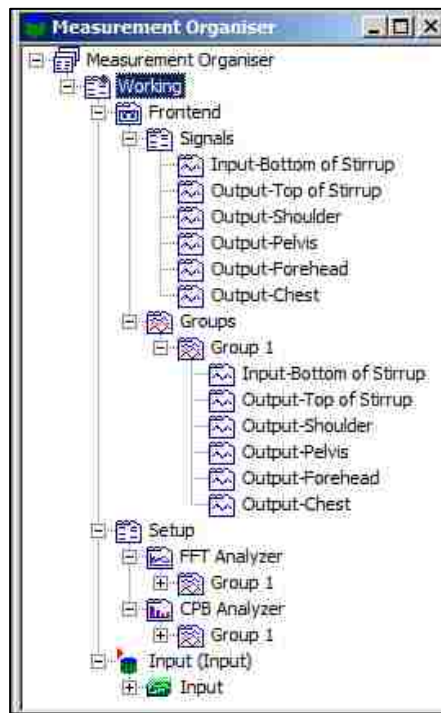 Measurement Organiser
Measurement Organiser
Working
Frontend
Signals
Input-Bottom of Stirrup
Output-Top of Stirrup
Output-Shoulder
Output-Pelvis
Output-Forehead
Output-Chest
Groups
Group 1
Input-Bottom of Stirrup
Output-Top of Stirrup
Output-Shoulder
Output-Pelvis
Output-Forehead
Output-Chest
Setup
FFT Analyzer
Group 1
CPB Analyzer
Group 1
Input (Input)
Input